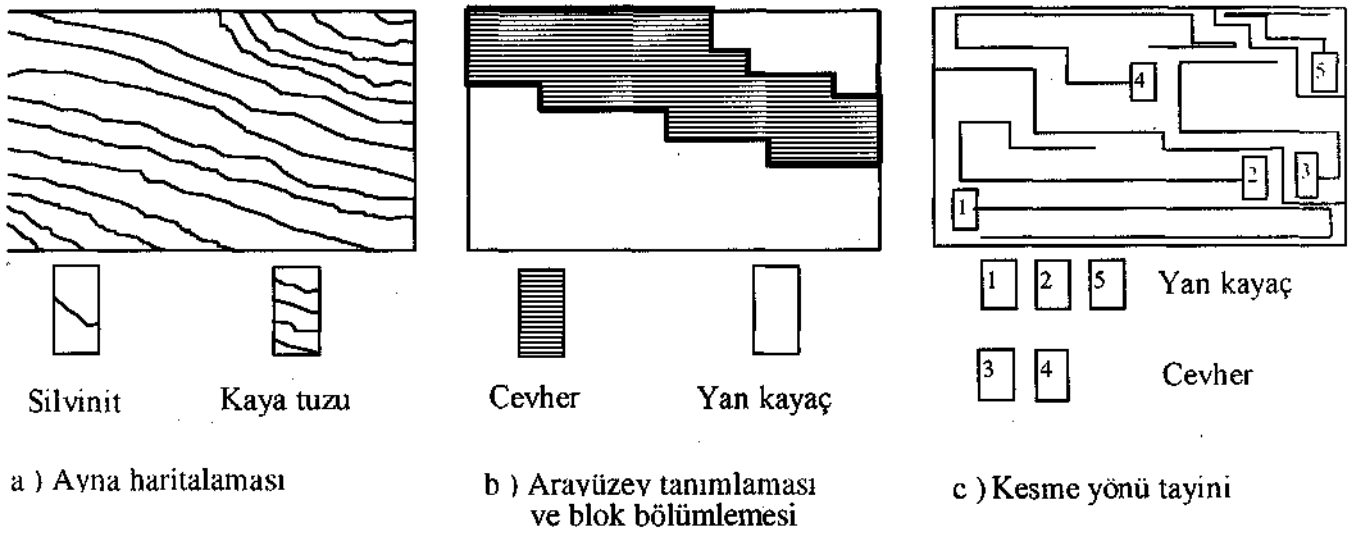 4
5
2
3
1
1 2 5 Yan kayaç
3 4 Cevher
Silvinit Kaya tuzu
Cevher Yan kayaç
a ) Ayna haritalaması
b ) Arayüzey tanımlaması
ve blok bölümlemesi
c ) Kesme yönü tayini